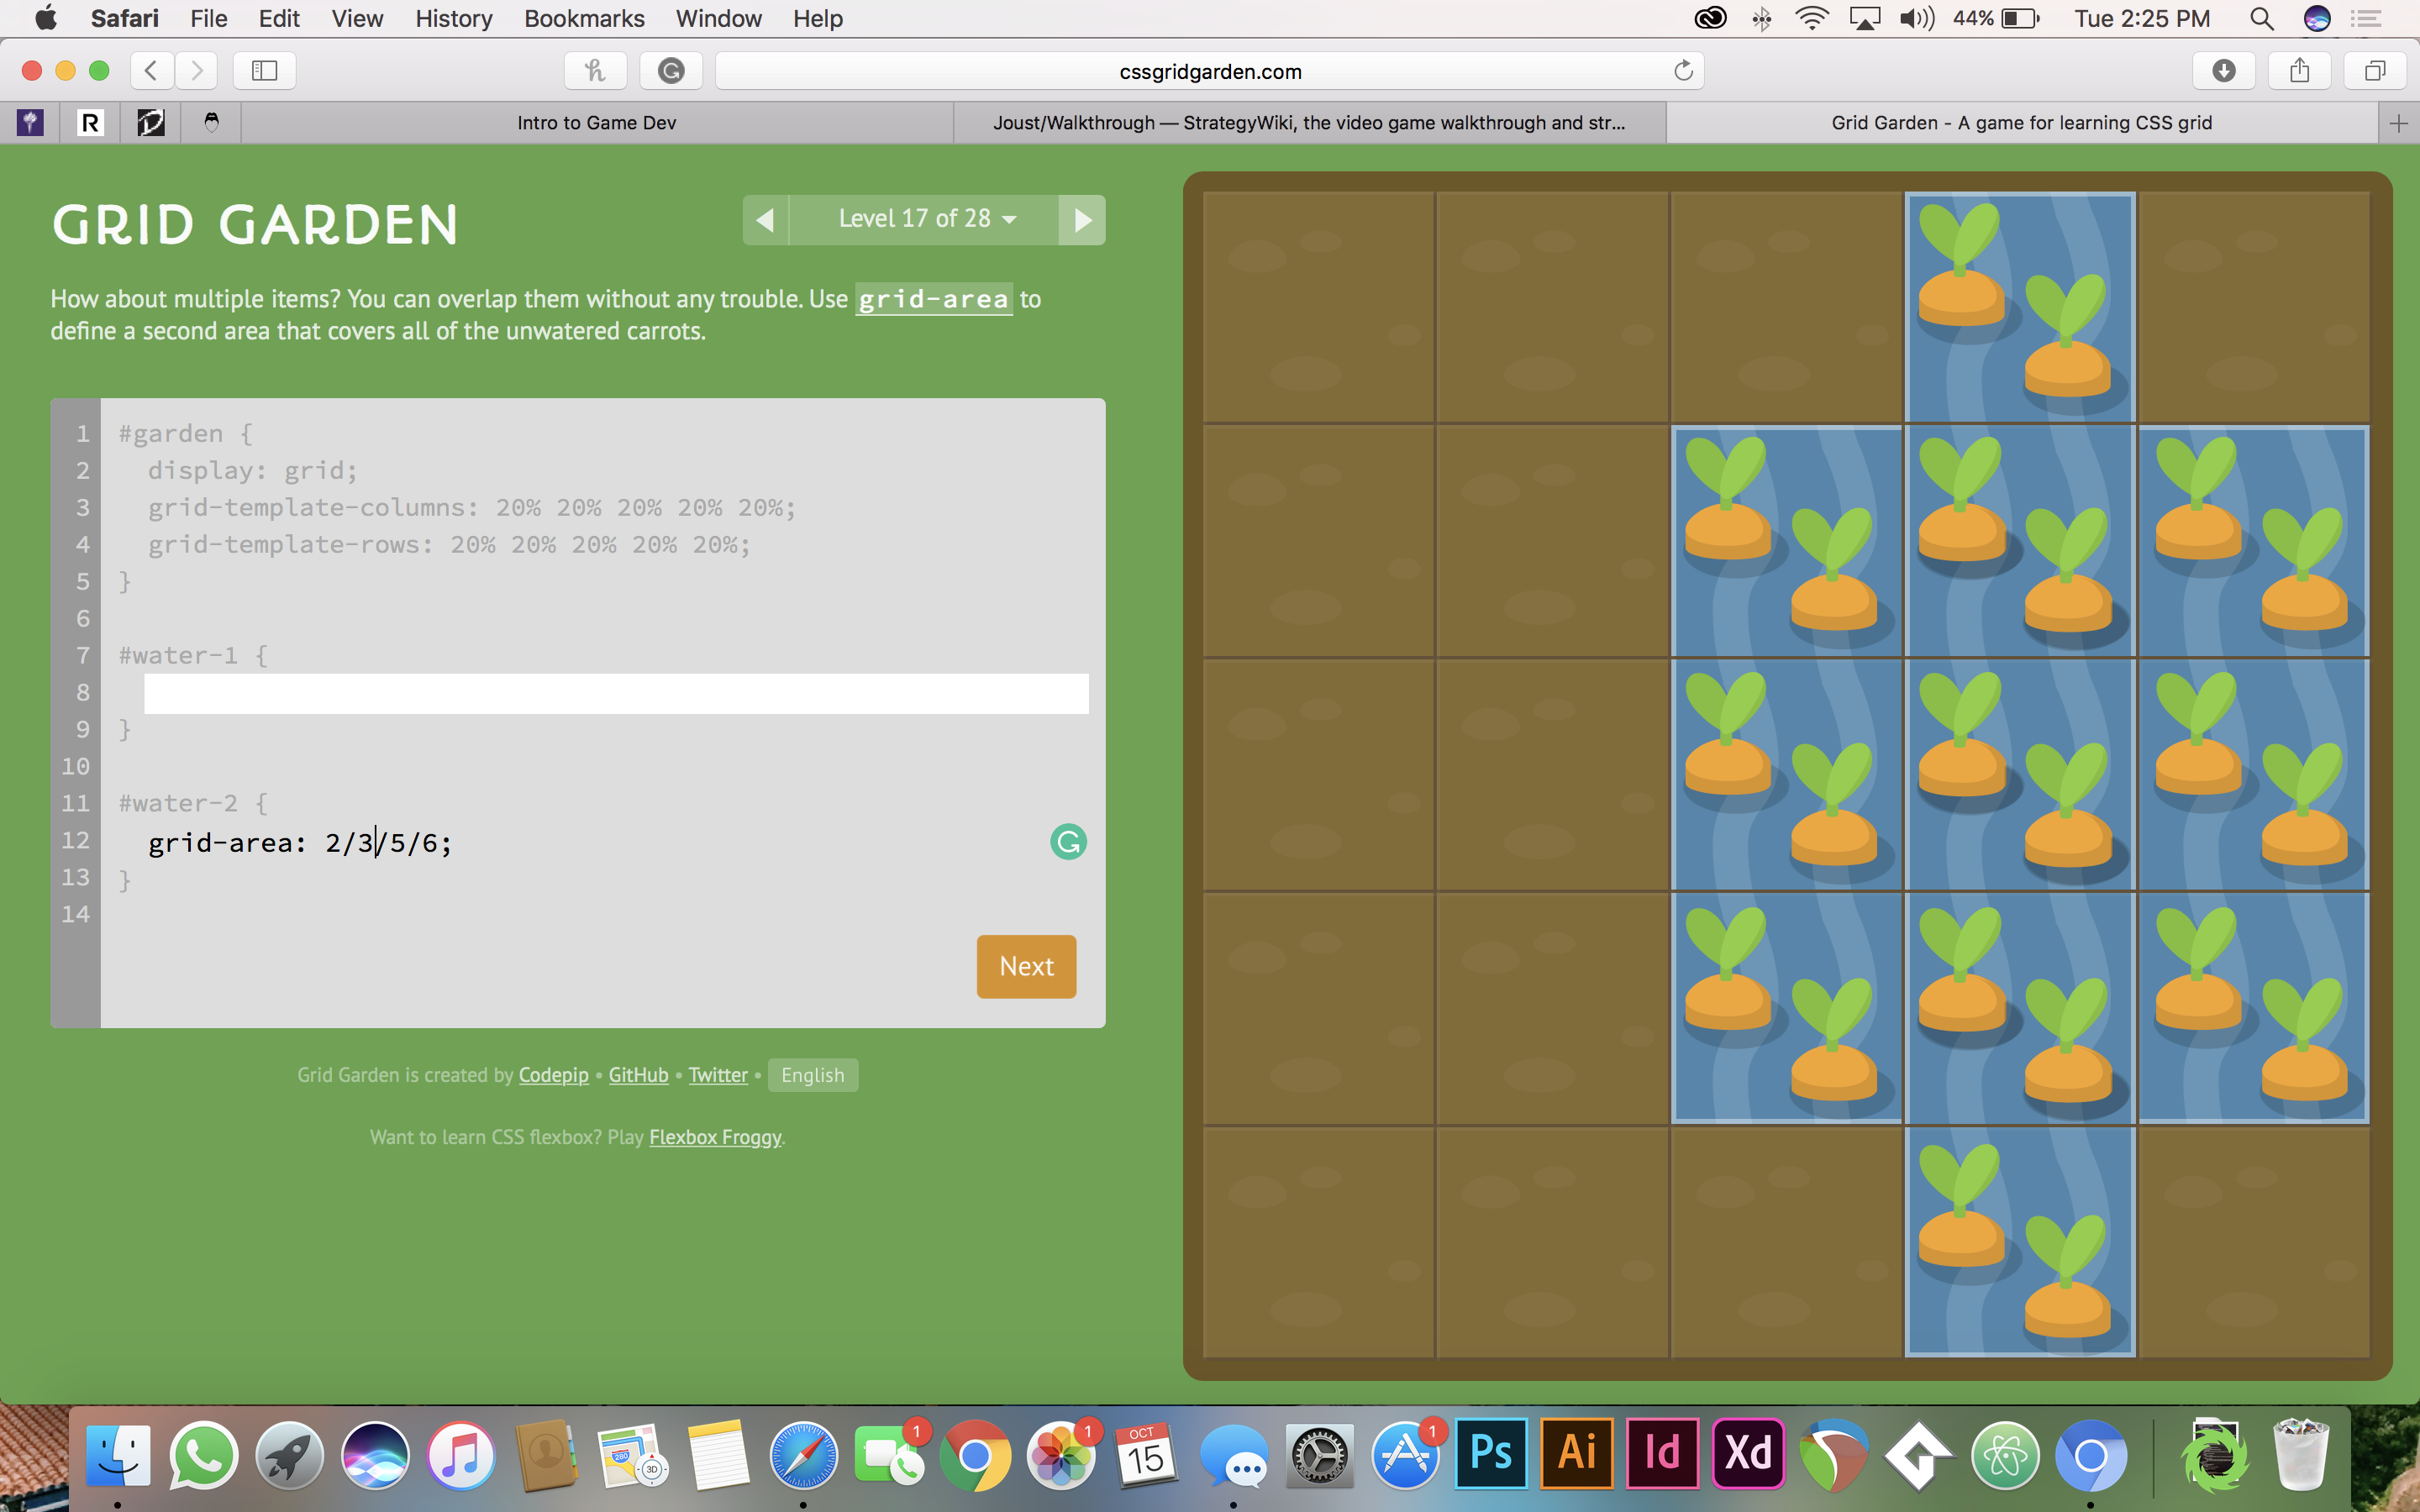 Safari File Edit View History Bookmarks Window Help 44% Tue 2:25 PM
cssgridgarden.com
R Intro to Game Dev Joust/Walkthrough — StrategyWiki, the video game walkthrough and str... Grid Garden - A game for learning CSS grid
GRID GARDEN
Level 17 of 28
How about multiple items? You can overlap them without any trouble. Use grid-area to
define a second area that covers all of the unwatered carrots.
1 #garden {
2 display: grid;
3 grid-template-columns: 20% 20% 20% 20% 20%;
4 grid-template-rows: 20% 20% 20% 20% 20%;
5 }
6
7 #water-1 {
8
9 }
10
11 #water-2 {
12 grid-area: 2/3/5/6;
13 }
14
Next
Grid Garden is created by Codepip • GitHub • Twitter • English
Want to learn CSS flexbox? Play Flexbox Froggy.
280 3D 1 1 OCT 15 1 Ps Ai Id Xd